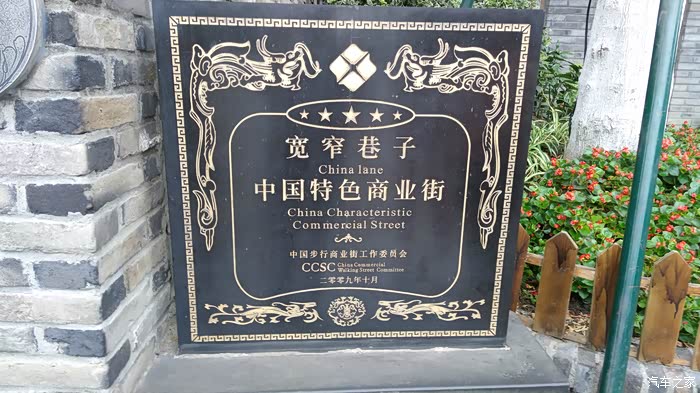 宽窄巷子
China lane
中国特色商业街
China Characteristic
Commercial Street
中国步行商业街工作委员会
CCSC China Commercial
Walking Street Committee
二零零九年十月
汽车之家